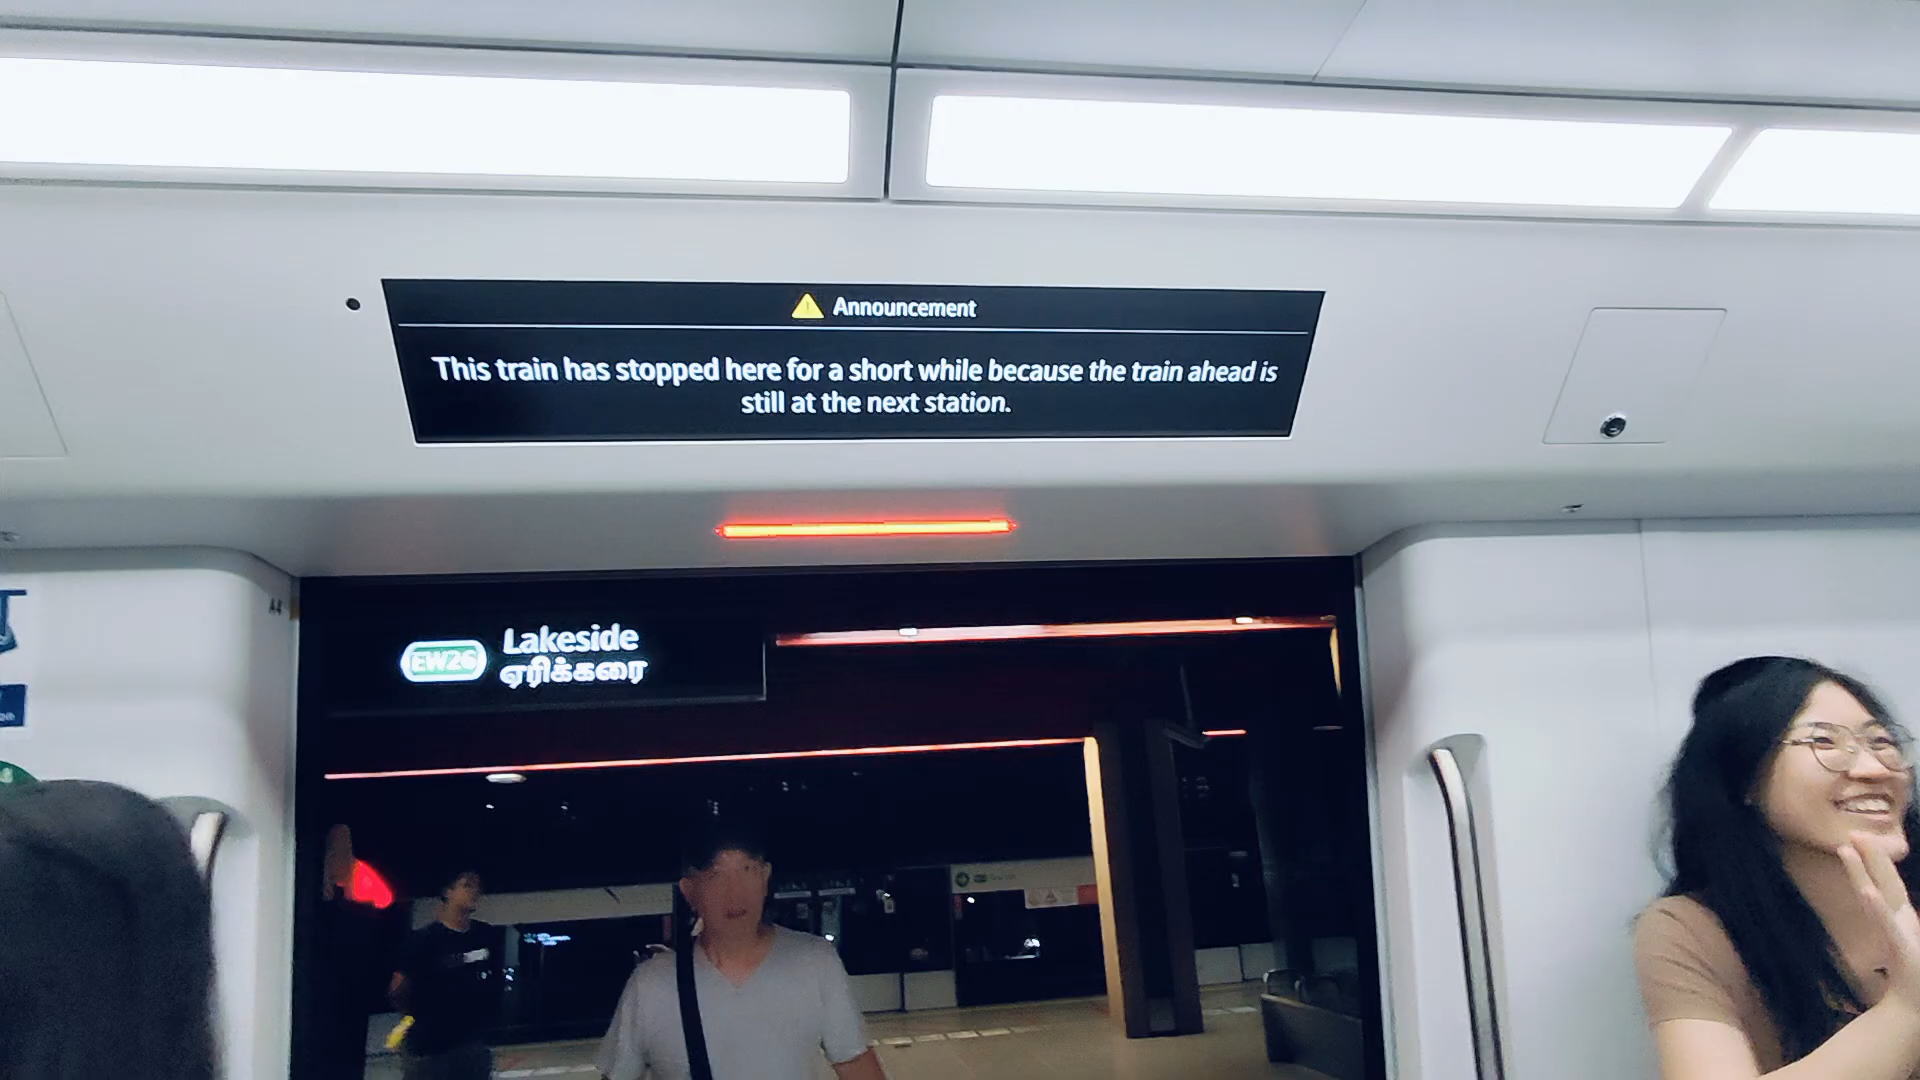 Announcement
This train has stopped here for a short while because the train ahead is
still at the next station.
A4
EW26
Lakeside
ஏரிக்கரை